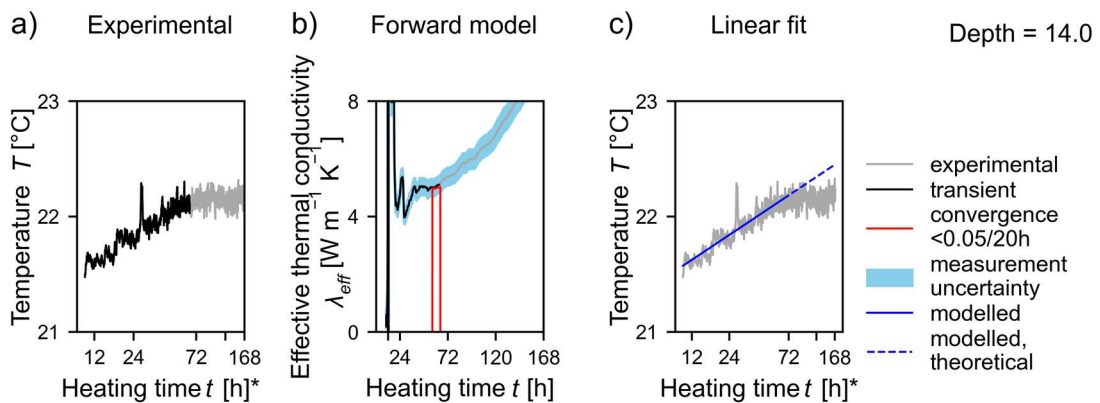 a) Experimental
b) Forward model
c) Linear fit
Depth = 14.0
Temperature T [°C]
23
22
21
12 24 72 168
Heating time t [h]*
Effective thermal conductivity
λeff [W m⁻¹ K⁻¹]
8
4
0
24 72 120 168
Heating time t [h]
Temperature T [°C]
23
22
21
12 24 72 168
Heating time t [h]*
experimental
transient
convergence
<0.05/20h
measurement
uncertainty
modelled
modelled,
theoretical